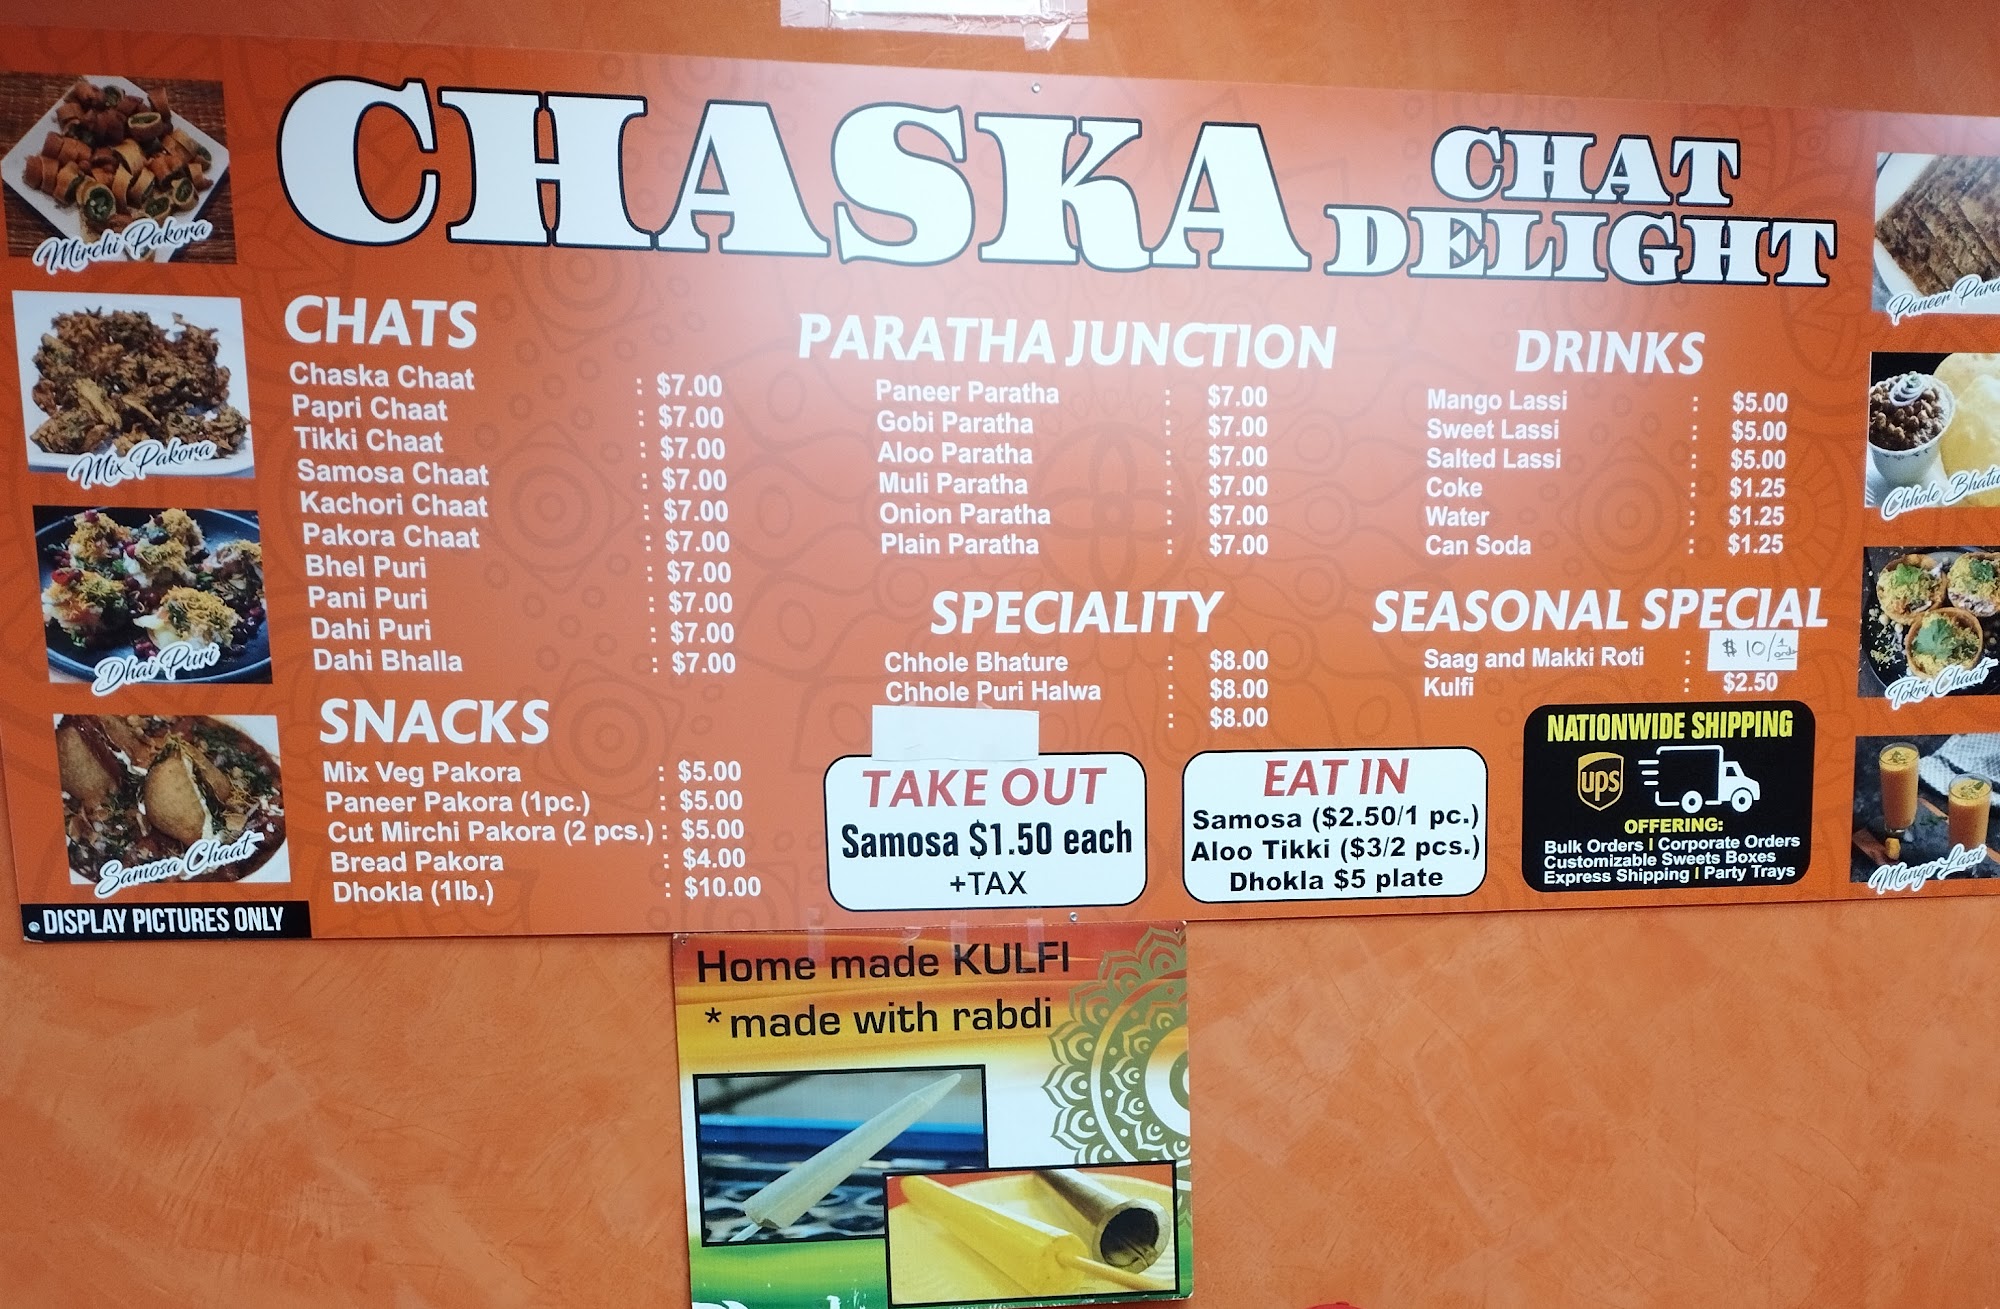 CHASKA
CHAT
DELIGHT
Mirchi Pakora
Mix Pakora
Dhai Puri
Samosa Chaat
DISPLAY PICTURES ONLY
CHATS
Chaska Chaat : $7.00
Papri Chaat : $7.00
Tikki Chaat : $7.00
Samosa Chaat : $7.00
Kachori Chaat : $7.00
Pakora Chaat : $7.00
Bhel Puri : $7.00
Pani Puri : $7.00
Dahi Puri : $7.00
Dahi Bhalla : $7.00
SNACKS
Mix Veg Pakora : $5.00
Paneer Pakora (1pc.) : $5.00
Cut Mirchi Pakora (2 pcs.) : $5.00
Bread Pakora : $4.00
Dhokla (1lb.) : $10.00
PARATHA JUNCTION
Paneer Paratha : $7.00
Gobi Paratha : $7.00
Aloo Paratha : $7.00
Muli Paratha : $7.00
Onion Paratha : $7.00
Plain Paratha : $7.00
SPECIALITY
Chhole Bhature : $8.00
Chhole Puri Halwa : $8.00
: $8.00
TAKE OUT
Samosa $1.50 each
+TAX
EAT IN
Samosa ($2.50/1 pc.)
Aloo Tikki ($3/2 pcs.)
Dhokla $5 plate
DRINKS
Mango Lassi : $5.00
Sweet Lassi : $5.00
Salted Lassi : $5.00
Coke : $1.25
Water : $1.25
Can Soda : $1.25
SEASONAL SPECIAL
Saag and Makki Roti : $10/1 order
Kulfi : $2.50
NATIONWIDE SHIPPING
ups
OFFERING:
Bulk Orders | Corporate Orders
Customizable Sweets Boxes
Express Shipping | Party Trays
Paneer Para
Chhole Bhatu
Tokri Chaat
Mango Lassi
Home made KULFI
*made with rabdi